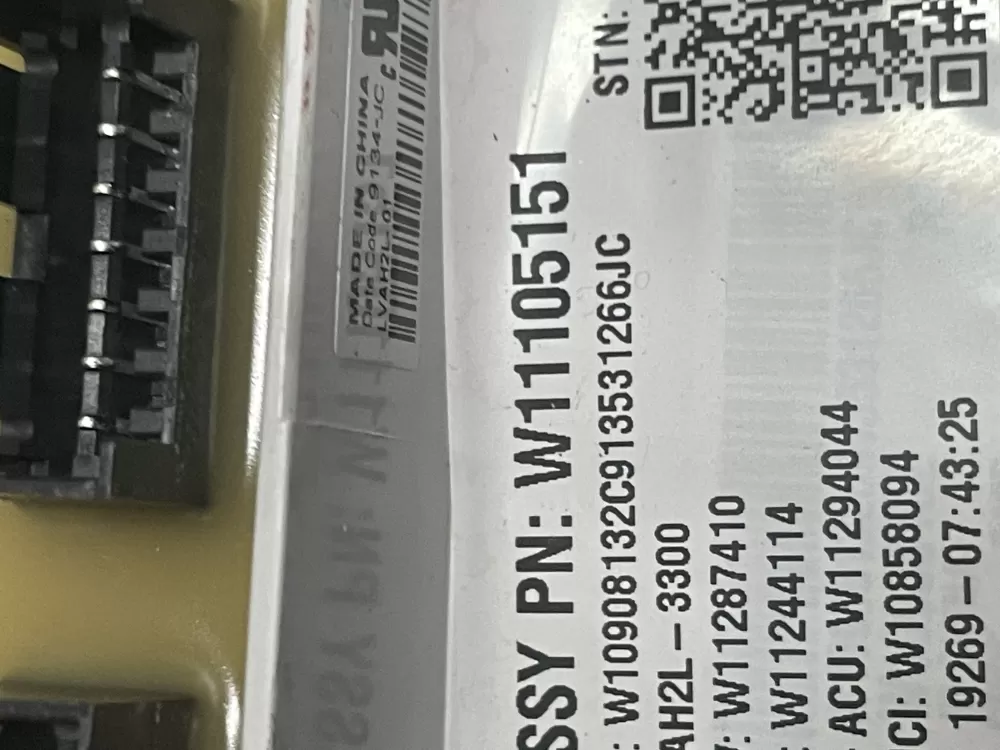 MADE IN CHINA
Date Code 9134-JC
LVAH2L-01
STN:
SSY PN: W11105151
: W10908132C913531266JC
AH2L-3300
: W11287410
: W11244114
ACU: W11294044
CI: W10858094
19269-07:43:25